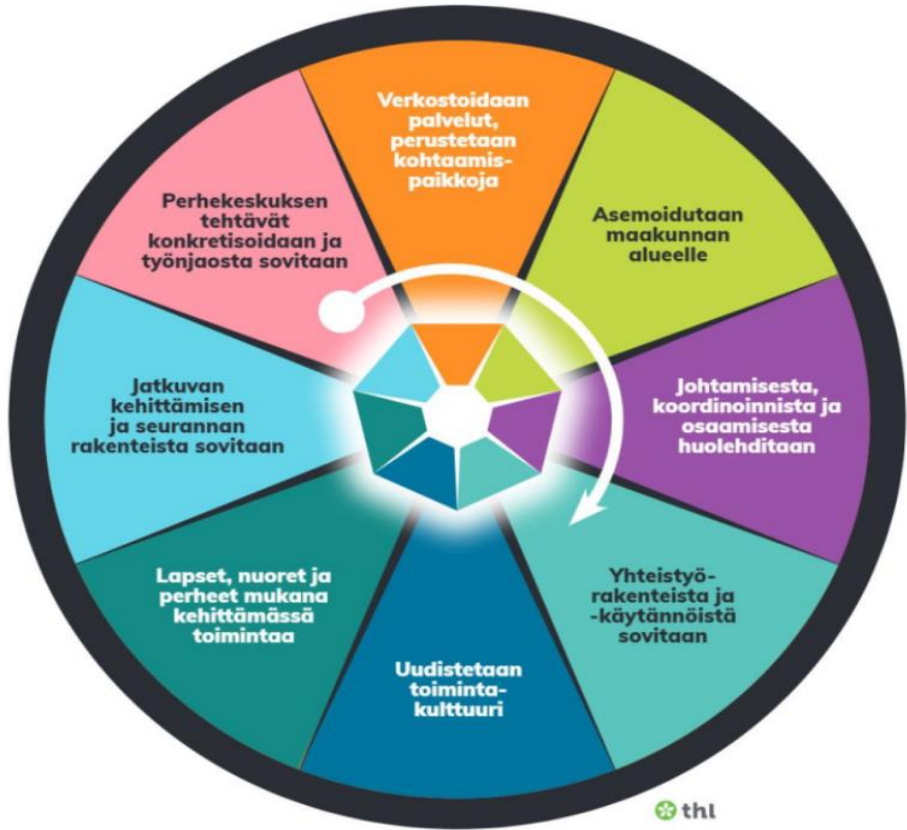 Verkostoidaan
palvelut,
perustetaan
kohtaamis-
paikkoja
Asemoidutaan
maakunnan
alueelle
Johtamisesta,
koordinoinnista ja
osaamisesta
huolehditaan
Yhteistyö-
rakenteista ja
-käytännöistä
sovitaan
Uudistetaan
toiminta-
kulttuuri
Lapset, nuoret ja
perheet mukana
kehittämässä
toimintaa
Jatkuvan
kehittämisen
ja seurannan
rakenteista sovitaan
Perhekeskuksen
tehtävät
konkretisoidaan ja
työnjaosta sovitaan
thl